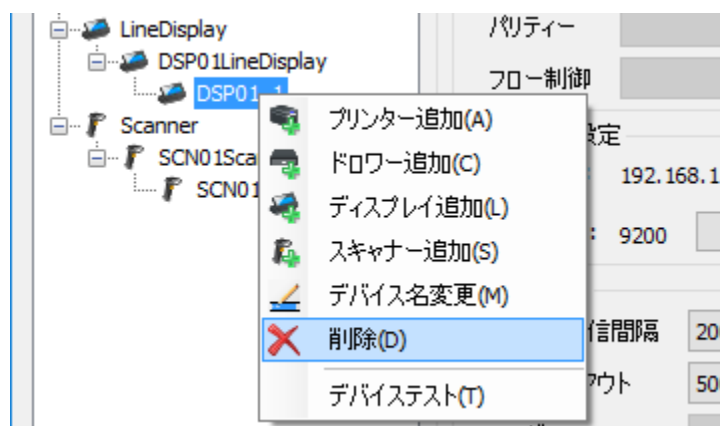 LineDisplay
DSP01LineDisplay
DSP01_1
Scanner
SCN01Sca
SCN01
プリンター追加(A)
ドロワー追加(C)
ディスプレイ追加(L)
スキャナー追加(S)
デバイス名変更(M)
削除(D)
デバイステスト(T)
パリティー
フロー制御
設定
192.168.1
: 9200
信間隔
20
アウト
50